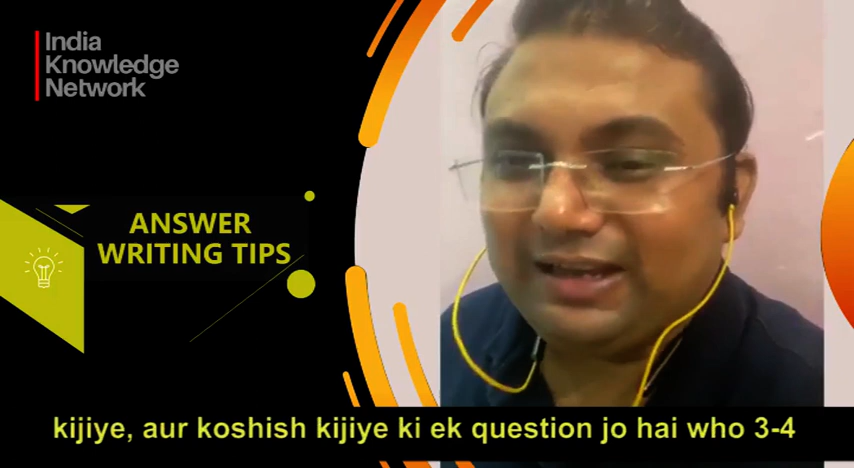 India
Knowledge
Network
ANSWER
WRITING TIPS
kijiye, aur koshish kijiye ki ek question jo hai who 3-4